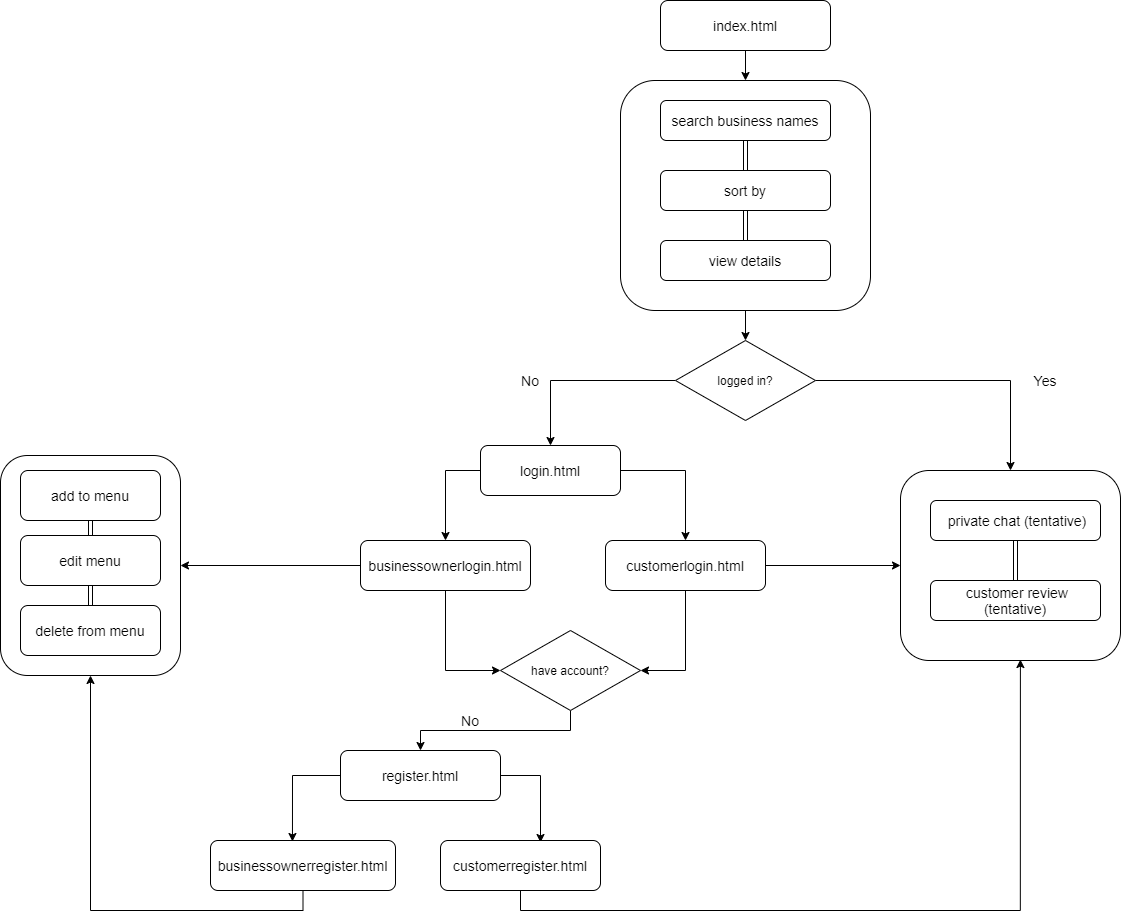 index.html
search business names
sort by
view details
logged in?
No
Yes
login.html
add to menu
edit menu
delete from menu
businessownerlogin.html
customerlogin.html
private chat (tentative)
customer review
(tentative)
have account?
No
register.html
businessownerregister.html
customerregister.html